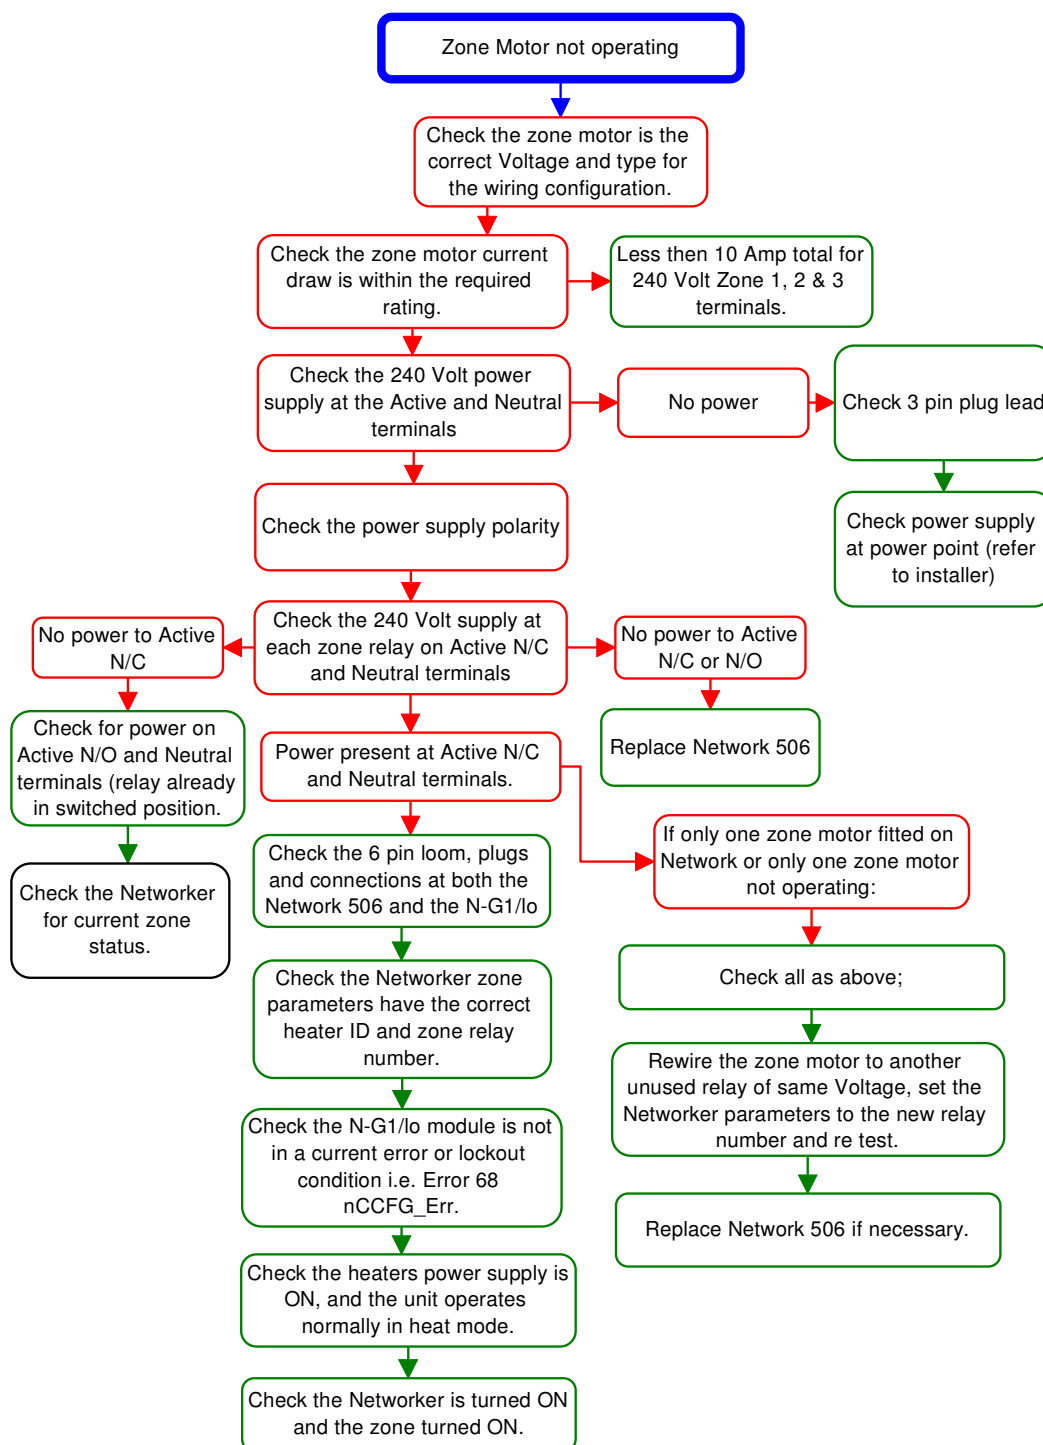 Zone Motor not operating
Check the zone motor is the
correct Voltage and type for
the wiring configuration.
Check the zone motor current
draw is within the required
rating.
Less then 10 Amp total for
240 Volt Zone 1, 2 & 3
terminals.
Check the 240 Volt power
supply at the Active and Neutral
terminals
No power
Check 3 pin plug lead
Check the power supply polarity
Check power supply
at power point (refer
to installer)
No power to Active
N/C
Check the 240 Volt supply at
each zone relay on Active N/C
and Neutral terminals
No power to Active
N/C or N/O
Check for power on
Active N/O and Neutral
terminals (relay already
in switched position.
Power present at Active N/C
and Neutral terminals.
Replace Network 506
Check the Networker
for current zone
status.
Check the 6 pin loom, plugs
and connections at both the
Network 506 and the N-G1/lo
If only one zone motor fitted on
Network or only one zone motor
not operating:
Check the Networker zone
parameters have the correct
heater ID and zone relay
number.
Check all as above;
Rewire the zone motor to another
unused relay of same Voltage, set the
Networker parameters to the new relay
number and re test.
Check the N-G1/lo module is not
in a current error or lockout
condition i.e. Error 68
nCCFG_Err.
Replace Network 506 if necessary.
Check the heaters power supply is
ON, and the unit operates
normally in heat mode.
Check the Networker is turned ON
and the zone turned ON.